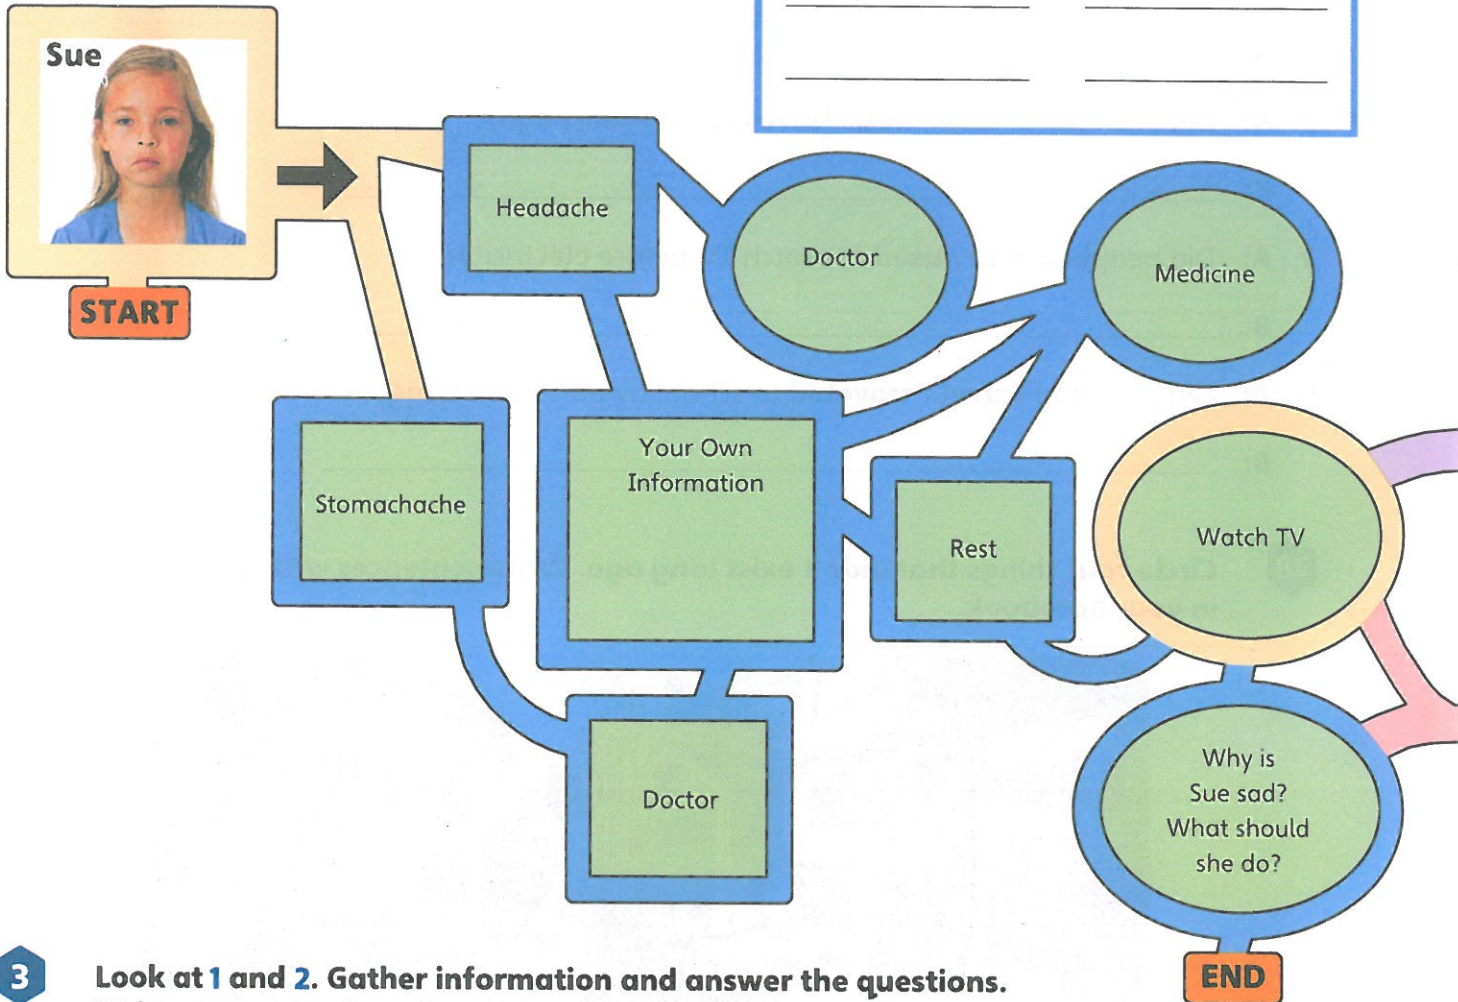 Sue
START
Headache
Doctor
Medicine
Stomachache
Your Own
Information
Rest
Watch TV
Doctor
Why is
Sue sad?
What should
she do?
END
3 Look at 1 and 2. Gather information and answer the questions.